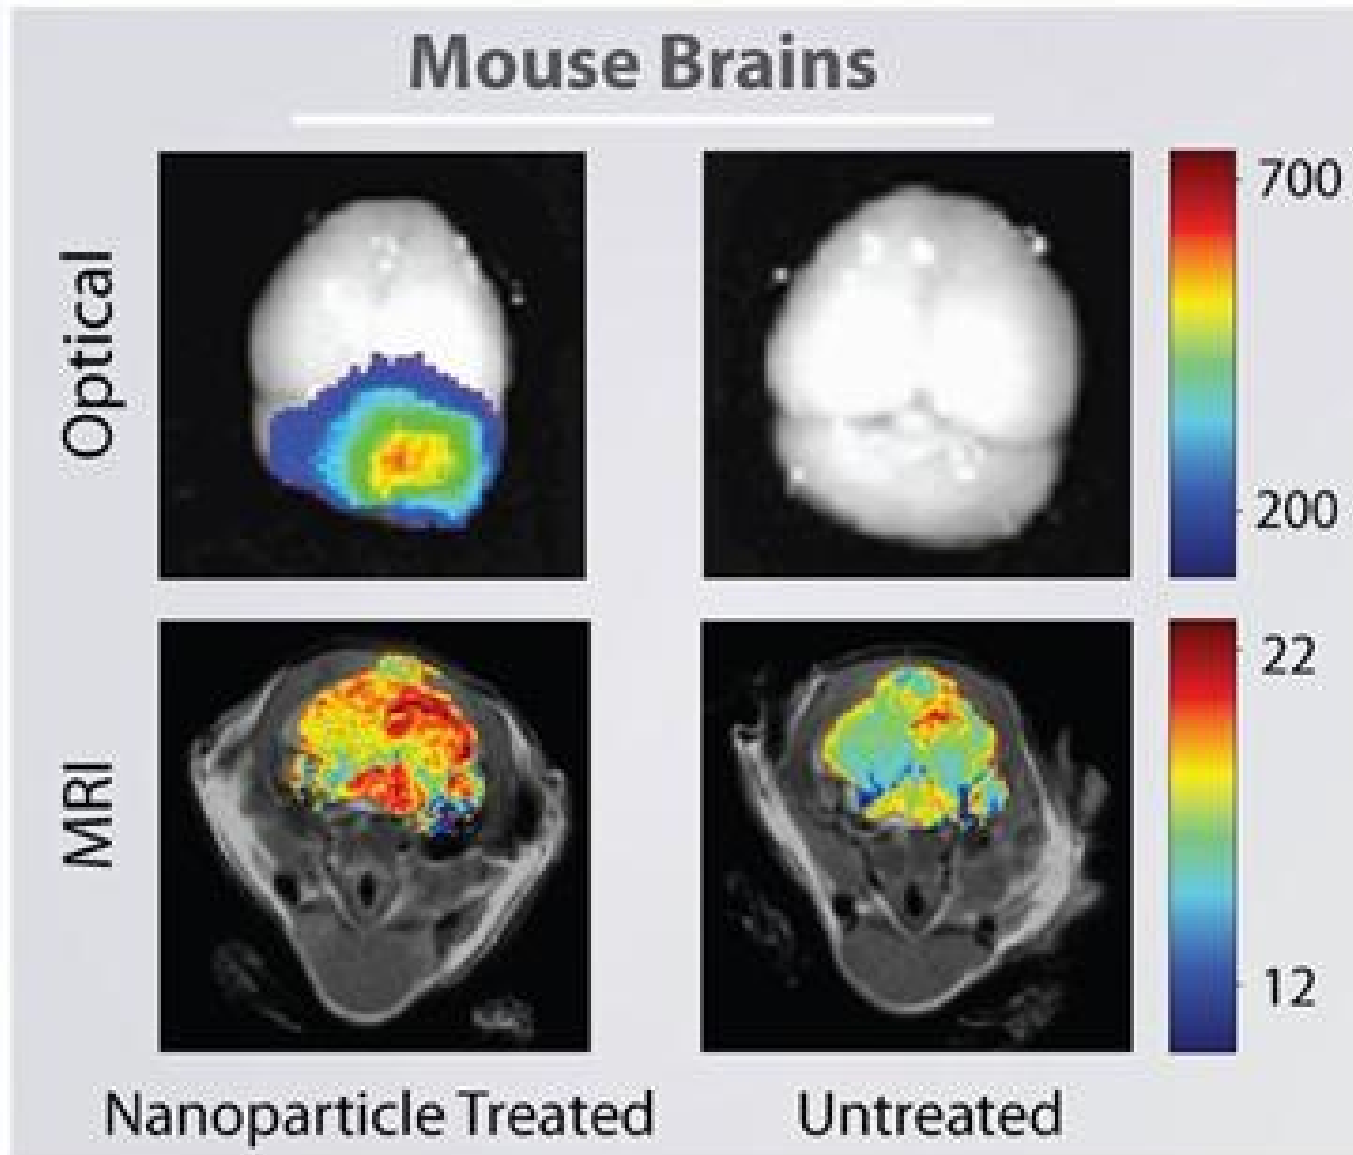 Mouse Brains
Optical
700
200
MRI
22
12
Nanoparticle Treated
Untreated